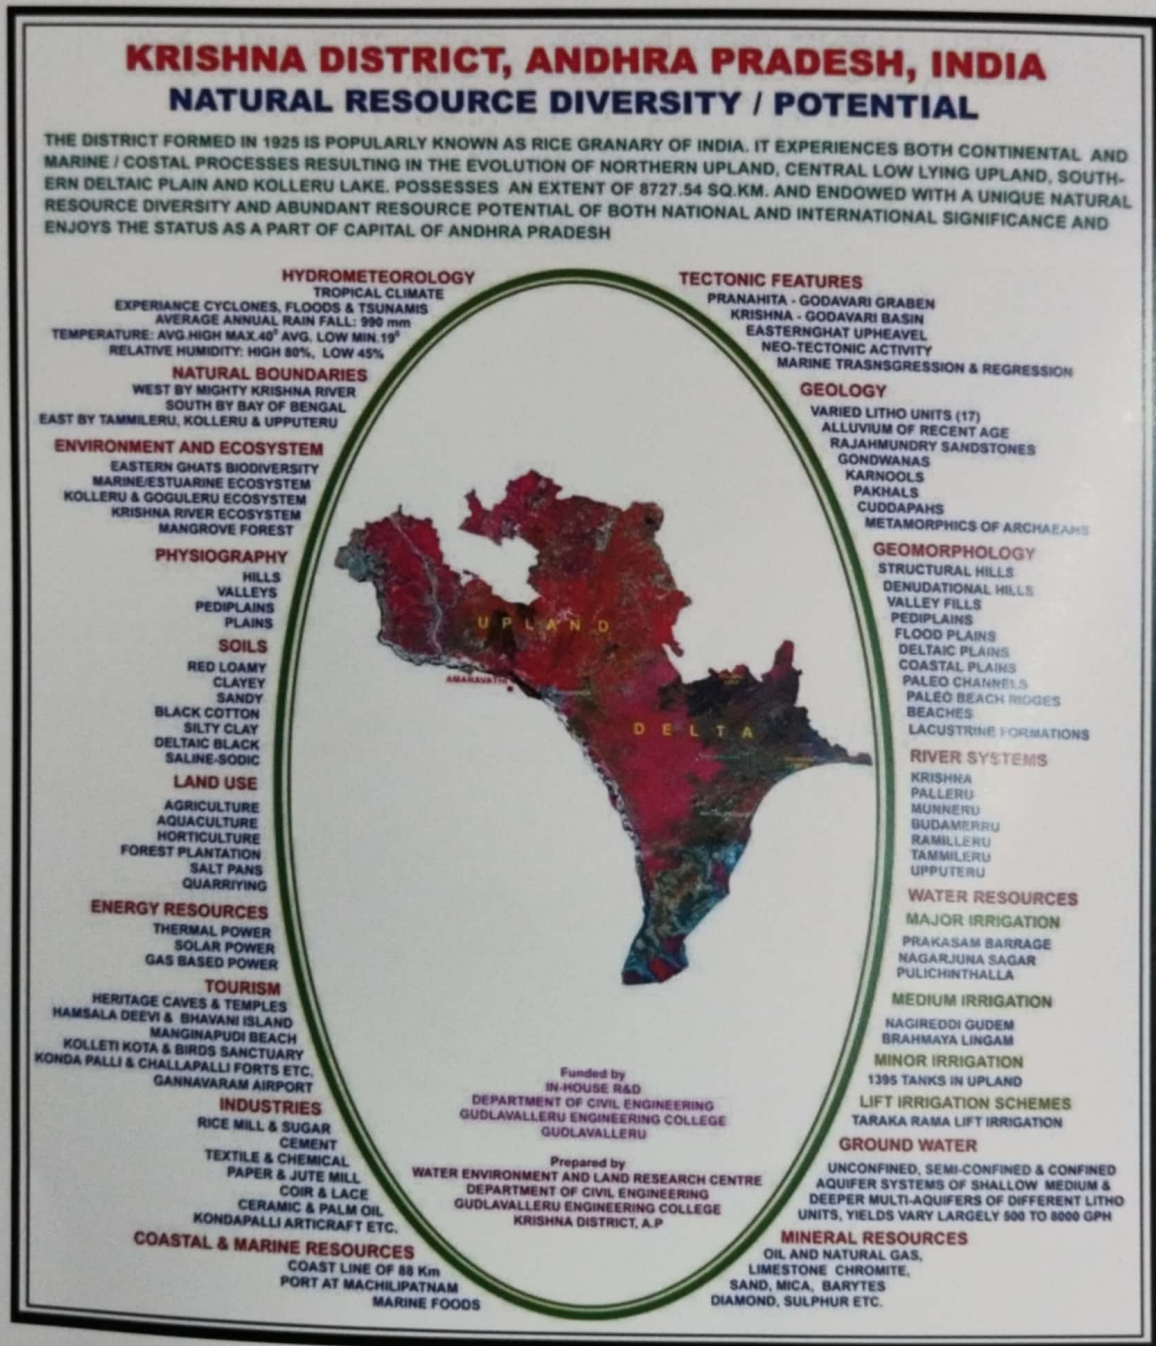 KRISHNA DISTRICT, ANDHRA PRADESH, INDIA
NATURAL RESOURCE DIVERSITY / POTENTIAL
THE DISTRICT FORMED IN 1925 IS POPULARLY KNOWN AS RICE GRANARY OF INDIA. IT EXPERIENCES BOTH CONTINENTAL AND
MARINE / COSTAL PROCESSES RESULTING IN THE EVOLUTION OF NORTHERN UPLAND, CENTRAL LOW LYING UPLAND, SOUTH-
ERN DELTAIC PLAIN AND KOLLERU LAKE. POSSESSES AN EXTENT OF 8727.54 SQ.KM. AND ENDOWED WITH A UNIQUE NATURAL
RESOURCE DIVERSITY AND ABUNDANT RESOURCE POTENTIAL OF BOTH NATIONAL AND INTERNATIONAL SIGNIFICANCE AND
ENJOYS THE STATUS AS A PART OF CAPITAL OF ANDHRA PRADESH
HYDROMETEOROLOGY
TROPICAL CLIMATE
EXPERIANCE CYCLONES, FLOODS & TSUNAMIS
AVERAGE ANNUAL RAIN FALL: 990 mm
TEMPERATURE: AVG.HIGH MAX.40° AVG. LOW MIN.19°
RELATIVE HUMIDITY: HIGH 80%, LOW 45%
NATURAL BOUNDARIES
WEST BY MIGHTY KRISHNA RIVER
SOUTH BY BAY OF BENGAL
EAST BY TAMMILERU, KOLLERU & UPPUTERU
ENVIRONMENT AND ECOSYSTEM
EASTERN GHATS BIODIVERSITY
MARINE/ESTUARINE ECOSYSTEM
KOLLERU & GOGULERU ECOSYSTEM
KRISHNA RIVER ECOSYSTEM
MANGROVE FOREST
PHYSIOGRAPHY
HILLS
VALLEYS
PEDIPLAINS
PLAINS
SOILS
RED LOAMY
CLAYEY
SANDY
BLACK COTTON
SILTY CLAY
DELTAIC BLACK
SALINE-SODIC
LAND USE
AGRICULTURE
AQUACULTURE
HORTICULTURE
FOREST PLANTATION
SALT PANS
QUARRIYING
ENERGY RESOURCES
THERMAL POWER
SOLAR POWER
GAS BASED POWER
TOURISM
HERITAGE CAVES & TEMPLES
HAMSALA DEEVI & BHAVANI ISLAND
MANGINAPUDI BEACH
KOLLETI KOTA & BIRDS SANCTUARY
KONDA PALLI & CHALLAPALLI FORTS ETC.
GANNAVARAM AIRPORT
INDUSTRIES
RICE MILL & SUGAR
CEMENT
TEXTILE & CHEMICAL
PAPER & JUTE MILL
COIR & LACE
CERAMIC & PALM OIL
KONDAPALLI ARTICRAFT ETC.
COASTAL & MARINE RESOURCES
COAST LINE OF 88 Km
PORT AT MACHILIPATNAM
MARINE FOODS
UPLAND
AMARAVATHI
DELTA
Funded by
IN-HOUSE R&D
DEPARTMENT OF CIVIL ENGINEERING
GUDLAVALLERU ENGINEERING COLLEGE
GUDLAVALLERU
Prepared by
WATER ENVIRONMENT AND LAND RESEARCH CENTRE
DEPARTMENT OF CIVIL ENGINEERING
GUDLAVALLERU ENGINEERING COLLEGE
KRISHNA DISTRICT, A.P
TECTONIC FEATURES
PRANAHITA - GODAVARI GRABEN
KRISHNA - GODAVARI BASIN
EASTERNGHAT UPHEAVEL
NEO-TECTONIC ACTIVITY
MARINE TRASNSGRESSION & REGRESSION
GEOLOGY
VARIED LITHO UNITS (17)
ALLUVIUM OF RECENT AGE
RAJAHMUNDRY SANDSTONES
GONDWANAS
KARNOOLS
PAKHALS
CUDDAPAHS
METAMORPHICS OF ARCHAEANS
GEOMORPHOLOGY
STRUCTURAL HILLS
DENUDATIONAL HILLS
VALLEY FILLS
PEDIPLAINS
FLOOD PLAINS
DELTAIC PLAINS
COASTAL PLAINS
PALEO CHANNELS
PALEO BEACH RIDGES
BEACHES
LACUSTRINE FORMATIONS
RIVER SYSTEMS
KRISHNA
PALLERU
MUNNERU
BUDAMERRU
RAMILLERU
TAMMILERU
UPPUTERU
WATER RESOURCES
MAJOR IRRIGATION
PRAKASAM BARRAGE
NAGARJUNA SAGAR
PULICHINTHALLA
MEDIUM IRRIGATION
NAGIREDDI GUDEM
BRAHMAYA LINGAM
MINOR IRRIGATION
1395 TANKS IN UPLAND
LIFT IRRIGATION SCHEMES
TARAKA RAMA LIFT IRRIGATION
GROUND WATER
UNCONFINED, SEMI-CONFINED & CONFINED
AQUIFER SYSTEMS OF SHALLOW MEDIUM &
DEEPER MULTI-AQUIFERS OF DIFFERENT LITHO
UNITS, YIELDS VARY LARGELY 500 TO 8000 GPH
MINERAL RESOURCES
OIL AND NATURAL GAS,
LIMESTONE CHROMITE,
SAND, MICA, BARYTES
DIAMOND, SULPHUR ETC.